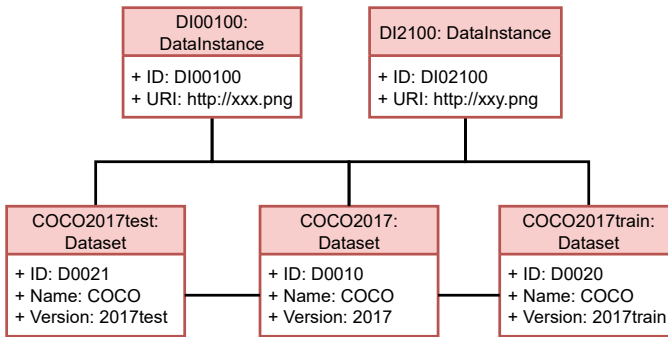 DI00100:
DataInstance
+ ID: DI00100
+ URI: http://xxx.png
DI2100: DataInstance
+ ID: DI02100
+ URI: http://xxy.png
COCO2017test:
Dataset
+ ID: D0021
+ Name: COCO
+ Version: 2017test
COCO2017:
Dataset
+ ID: D0010
+ Name: COCO
+ Version: 2017
COCO2017train:
Dataset
+ ID: D0020
+ Name: COCO
+ Version: 2017train